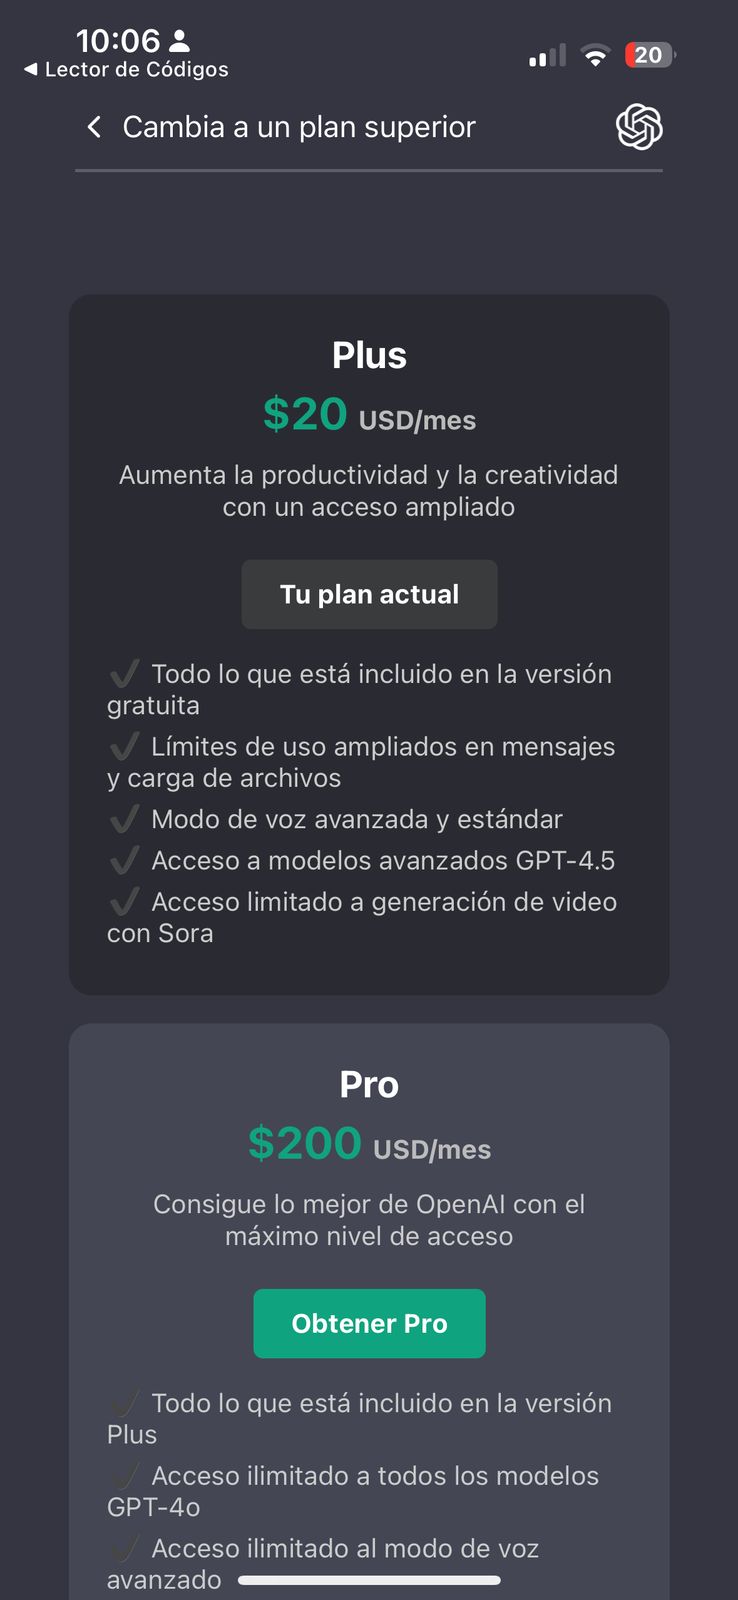 10:06
Lector de Códigos
20
Cambia a un plan superior
Plus
$20 USD/mes
Aumenta la productividad y la creatividad
con un acceso ampliado
Tu plan actual
✔ Todo lo que está incluido en la versión
gratuita
✔ Límites de uso ampliados en mensajes
y carga de archivos
✔ Modo de voz avanzada y estándar
✔ Acceso a modelos avanzados GPT-4.5
✔ Acceso limitado a generación de video
con Sora
Pro
$200 USD/mes
Consigue lo mejor de OpenAI con el
máximo nivel de acceso
Obtener Pro
✔ Todo lo que está incluido en la versión
Plus
✔ Acceso ilimitado a todos los modelos
GPT-4o
✔ Acceso ilimitado al modo de voz
avanzado